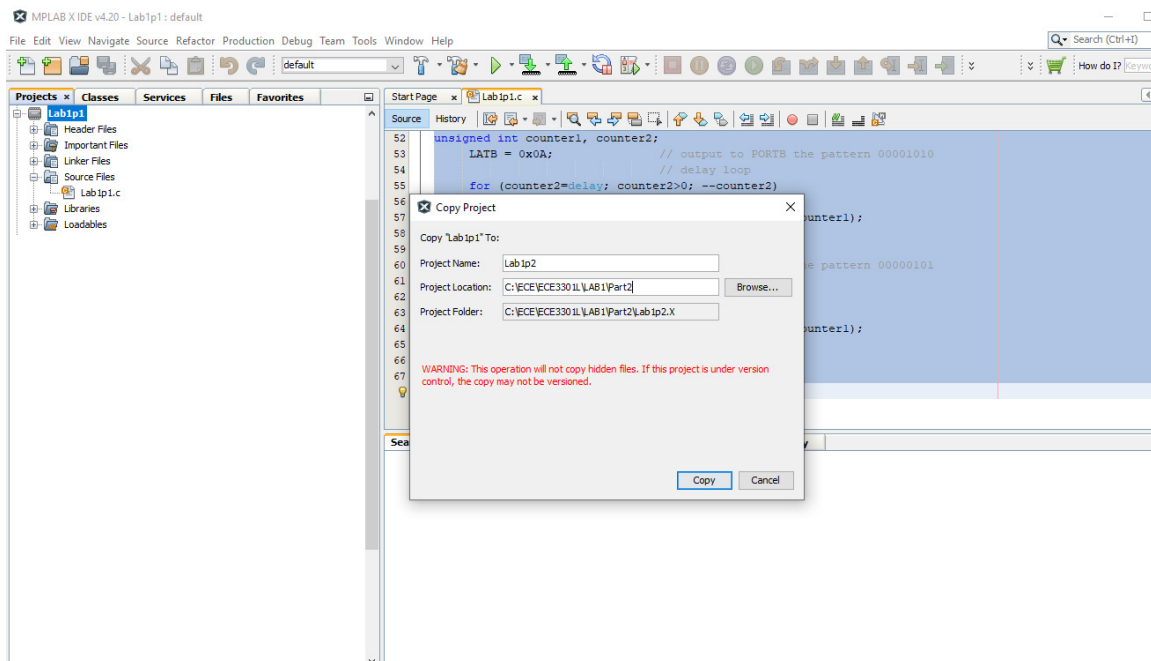 MPLAB X IDE v4.20 - Lab1p1 : default
File Edit View Navigate Source Refactor Production Debug Team Tools Window Help
Search (Ctrl+I)
default
How do I?
Projects x Classes Services Files Favorites
Start Page x Lab1p1.c x
Lab1p1
Header Files
Important Files
Linker Files
Source Files
Lab1p1.c
Libraries
Loadables
Source History
52 unsigned int counter1, counter2;
53 LATB = 0x0A; // output to PORTB the pattern 00001010
54 // delay loop
55 for (counter2=delay; counter2>0; --counter2)
56
57 ounter1);
58
59
60 e pattern 00000101
61
62
63
64 ounter1);
65
66
67
Copy Project
Copy "Lab1p1" To:
Project Name: Lab1p2
Project Location: C:\ECE\ECE3301L\LAB1\Part2 Browse...
Project Folder: C:\ECE\ECE3301L\LAB1\Part2\Lab1p2.X
WARNING: This operation will not copy hidden files. If this project is under version
control, the copy may not be versioned.
Copy Cancel
Sea